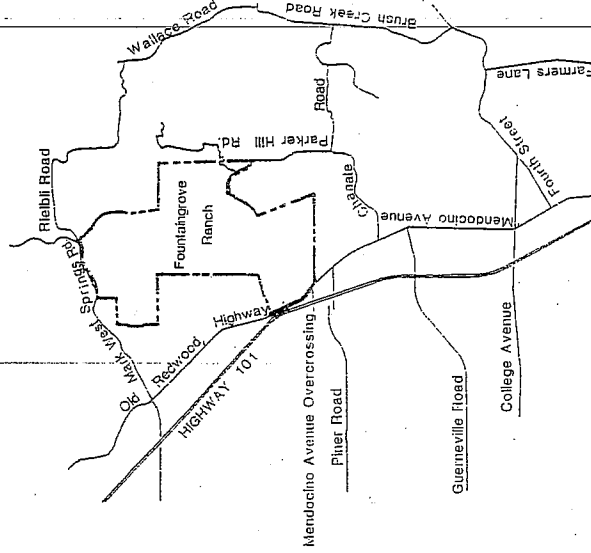 Wallace Road
Brush Creek Road
Farmers Lane
Road
Parker Hill
Rd.
Fourth Street
Rielbli Road
Fountaingrove
Ranch
Chanate
Mendocino Avenue
Mark West
Springs Rd.
Highway
Old
Redwood
HIGHWAY 101
Mendocino Avenue Overcrossing
Piner Road
Guerneville Road
College Avenue